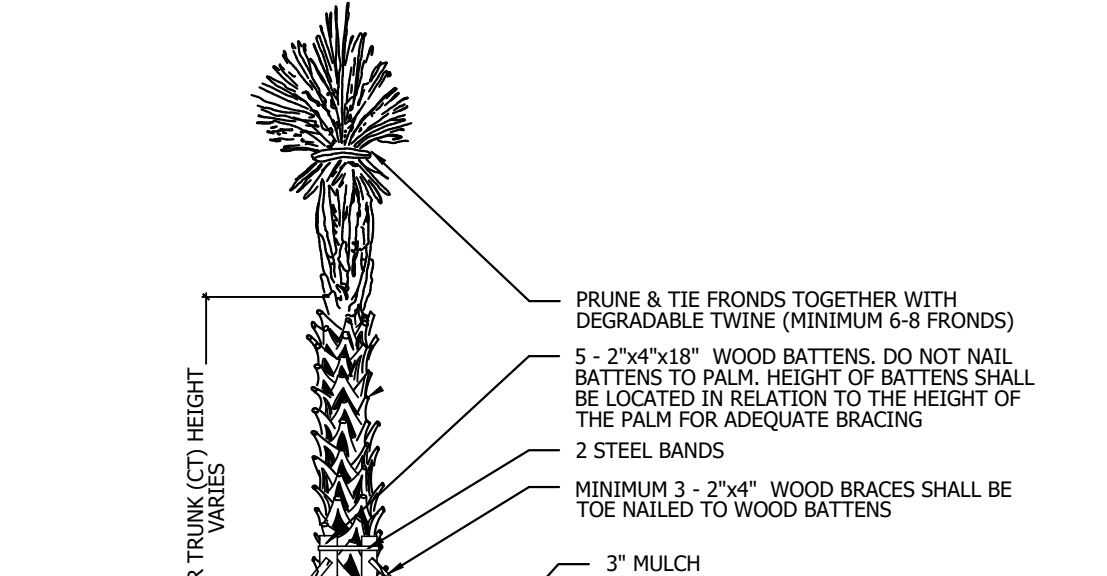 PRUNE & TIE FRONDS TOGETHER WITH
DEGRADABLE TWINE (MINIMUM 6-8 FRONDS)
5 - 2"x4"x18" WOOD BATTENS. DO NOT NAIL
BATTENS TO PALM. HEIGHT OF BATTENS SHALL
BE LOCATED IN RELATION TO THE HEIGHT OF
THE PALM FOR ADEQUATE BRACING
2 STEEL BANDS
MINIMUM 3 - 2"x4" WOOD BRACES SHALL BE
TOE NAILED TO WOOD BATTENS
3" MULCH
TRUNK (CT) HEIGHT
VARIES